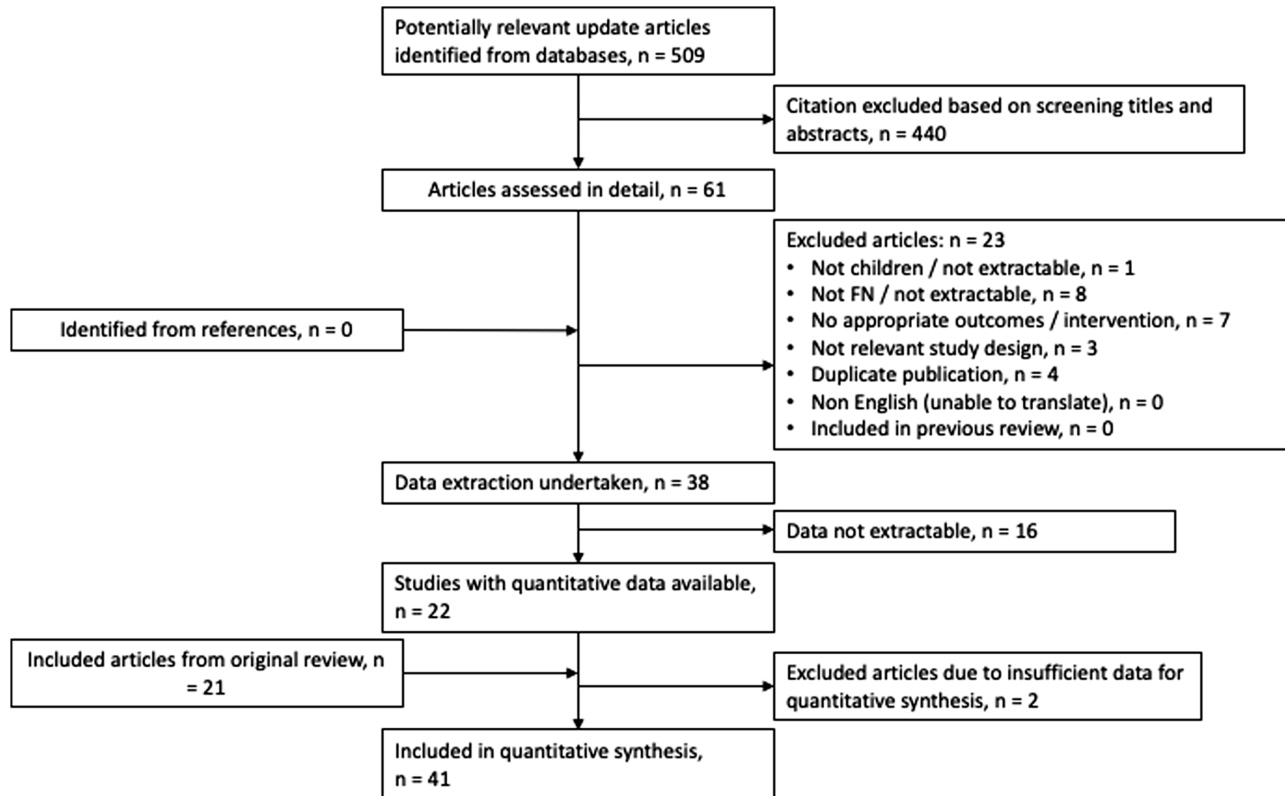 Potentially relevant update articles
identified from databases, n = 509
Citation excluded based on screening titles and
abstracts, n = 440
Articles assessed in detail, n = 61
Excluded articles: n = 23
• Not children / not extractable, n = 1
• Not FN / not extractable, n = 8
• No appropriate outcomes / intervention, n = 7
• Not relevant study design, n = 3
• Duplicate publication, n = 4
• Non English (unable to translate), n = 0
• Included in previous review, n = 0
Identified from references, n = 0
Data extraction undertaken, n = 38
Data not extractable, n = 16
Studies with quantitative data available,
n = 22
Included articles from original review, n
= 21
Excluded articles due to insufficient data for
quantitative synthesis, n = 2
Included in quantitative synthesis,
n = 41